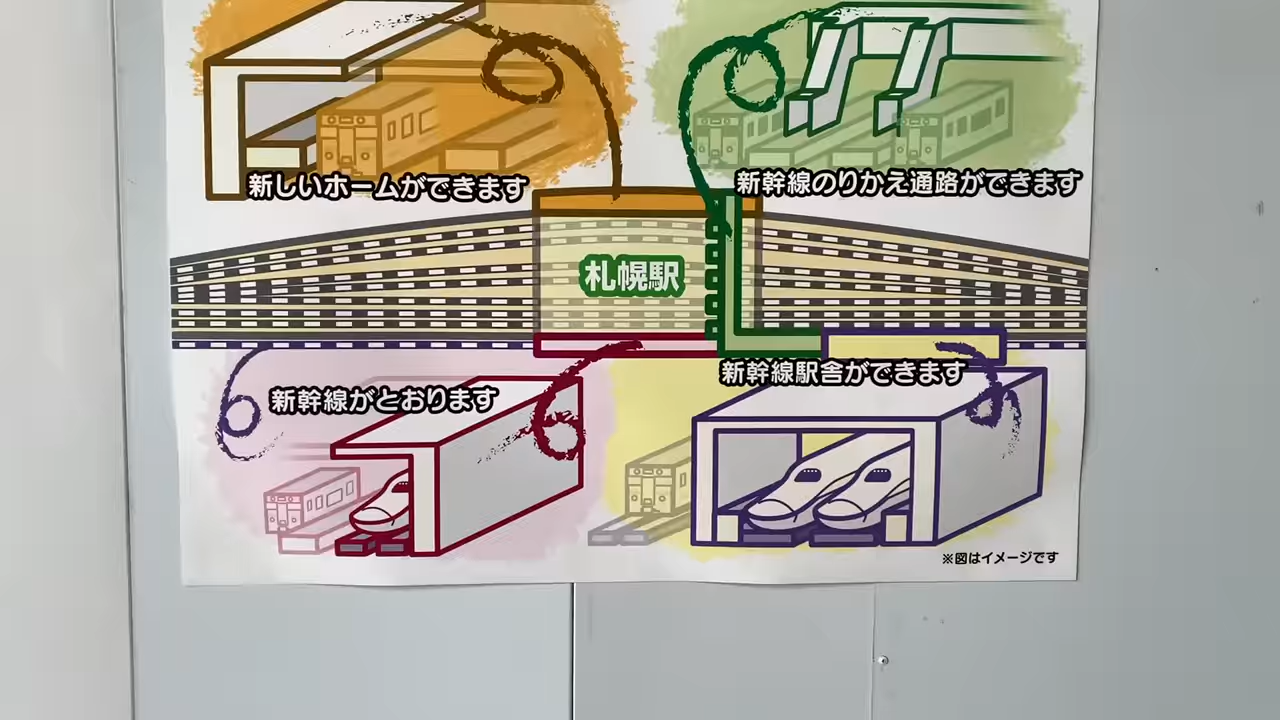 新しいホームができます
新幹線のりかえ通路ができます
札幌駅
新幹線がとおります
新幹線駅舎ができます
※図はイメージです